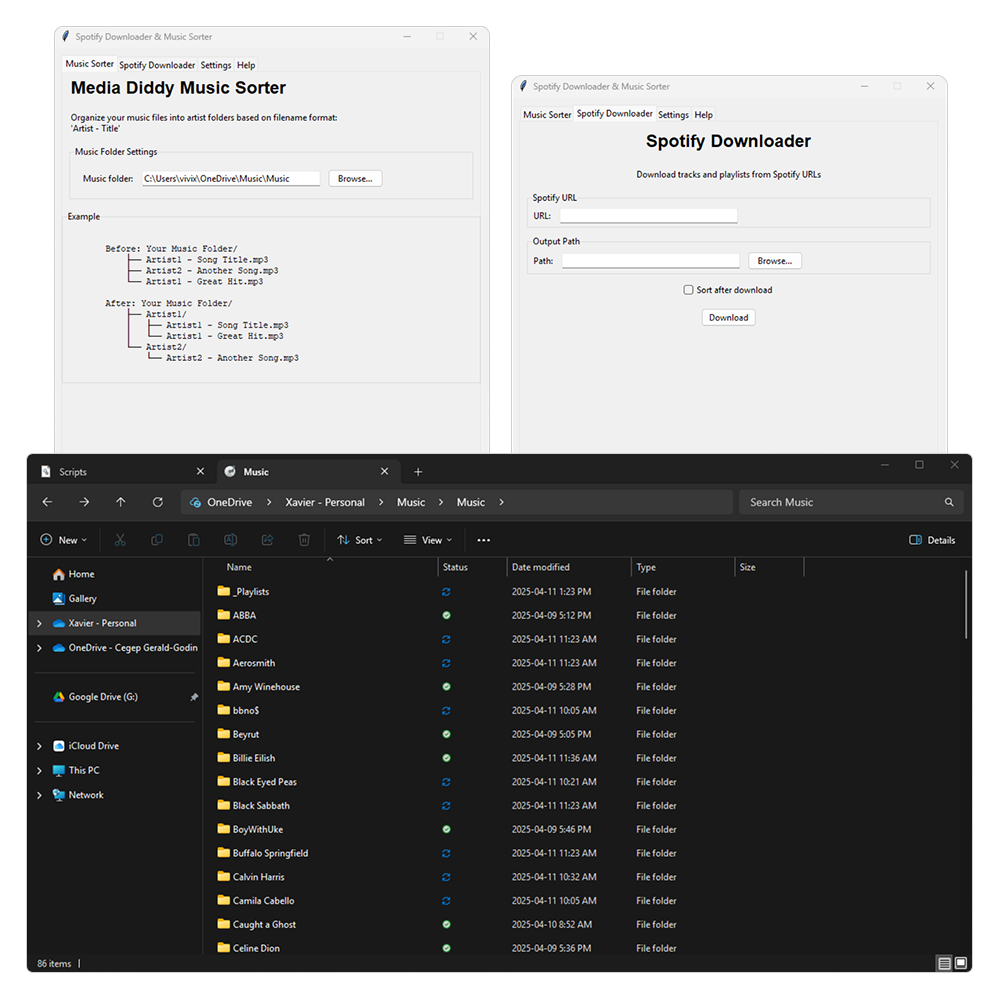 Spotify Downloader & Music Sorter
Music Sorter Spotify Downloader Settings Help
Media Diddy Music Sorter
Organize your music files into artist folders based on filename format:
'Artist - Title'
Music Folder Settings
Music folder: C:\Users\vivix\OneDrive\Music\Music Browse...
Example
Before: Your Music Folder/
├── Artist1 - Song Title.mp3
├── Artist2 - Another Song.mp3
└── Artist1 - Great Hit.mp3
After: Your Music Folder/
├── Artist1/
│ ├── Artist1 - Song Title.mp3
│ └── Artist1 - Great Hit.mp3
└── Artist2/
└── Artist2 - Another Song.mp3
Spotify Downloader & Music Sorter
Music Sorter Spotify Downloader Settings Help
Spotify Downloader
Download tracks and playlists from Spotify URLs
Spotify URL
URL:
Output Path
Path: Browse...
Sort after download
Download
Scripts Music
OneDrive Xavier - Personal Music Music Search Music
New Sort View Details
Home
Gallery
Xavier - Personal
OneDrive - Cegep Gerald-Godin
Google Drive (G:)
iCloud Drive
This PC
Network
Name Status Date modified Type Size
_Playlists 2025-04-11 1:23 PM File folder
ABBA 2025-04-09 5:12 PM File folder
ACDC 2025-04-11 11:23 AM File folder
Aerosmith 2025-04-11 11:23 AM File folder
Amy Winehouse 2025-04-09 5:28 PM File folder
bbno$ 2025-04-11 10:05 AM File folder
Beyrut 2025-04-09 5:05 PM File folder
Billie Eilish 2025-04-11 11:36 AM File folder
Black Eyed Peas 2025-04-11 10:21 AM File folder
Black Sabbath 2025-04-11 11:23 AM File folder
BoyWithUke 2025-04-09 5:46 PM File folder
Buffalo Springfield 2025-04-11 11:23 AM File folder
Calvin Harris 2025-04-11 10:32 AM File folder
Camila Cabello 2025-04-11 10:05 AM File folder
Caught a Ghost 2025-04-10 8:52 AM File folder
Celine Dion 2025-04-09 5:36 PM File folder
86 items